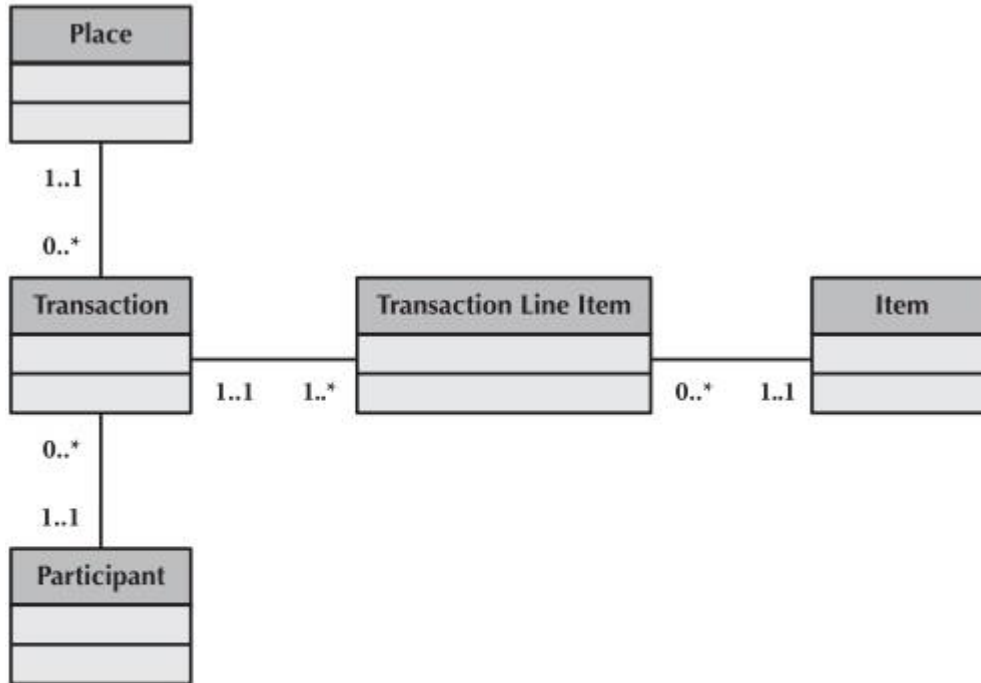 Place
1..1
0..*
Transaction
Transaction Line Item
Item
1..1
1..*
0..*
1..1
0..*
1..1
Participant